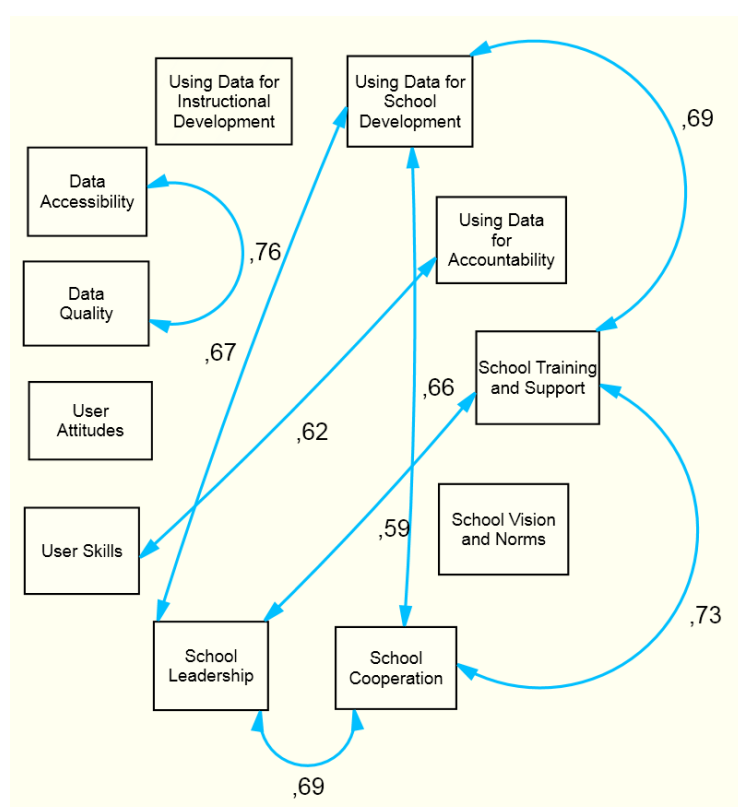 Using Data for
Instructional
Development
Using Data for
School
Development
,69
Data
Accessibility
Using Data
for
Accountability
,76
Data
Quality
,67
School Training
and Support
,66
User
Attitudes
,62
School Vision
and Norms
,59
User Skills
,73
School
Leadership
School
Cooperation
,69